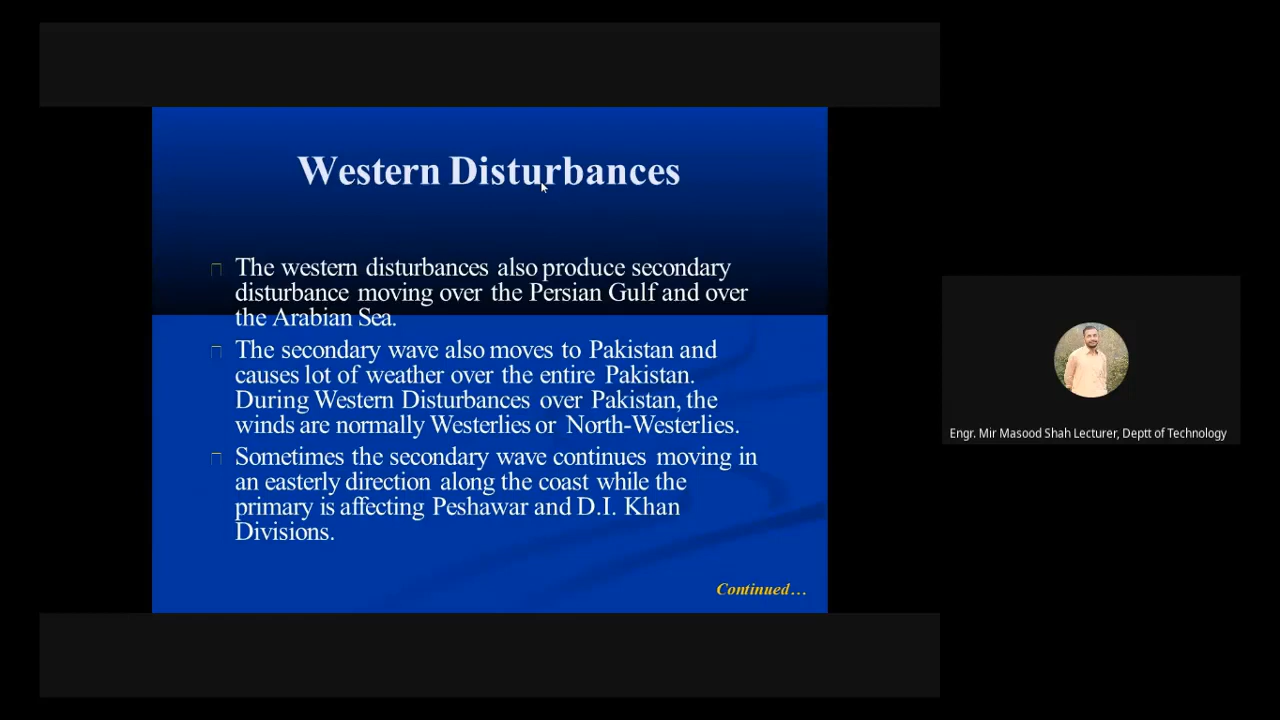 Western Disturbances
The western disturbances also produce secondary
disturbance moving over the Persian Gulf and over
the Arabian Sea.
The secondary wave also moves to Pakistan and
causes lot of weather over the entire Pakistan.
During Western Disturbances over Pakistan, the
winds are normally Westerlies or North-Westerlies.
Sometimes the secondary wave continues moving in
an easterly direction along the coast while the
primary is affecting Peshawar and D.I. Khan
Divisions.
Continued...
Engr. Mir Masood Shah Lecturer, Deptt of Technology